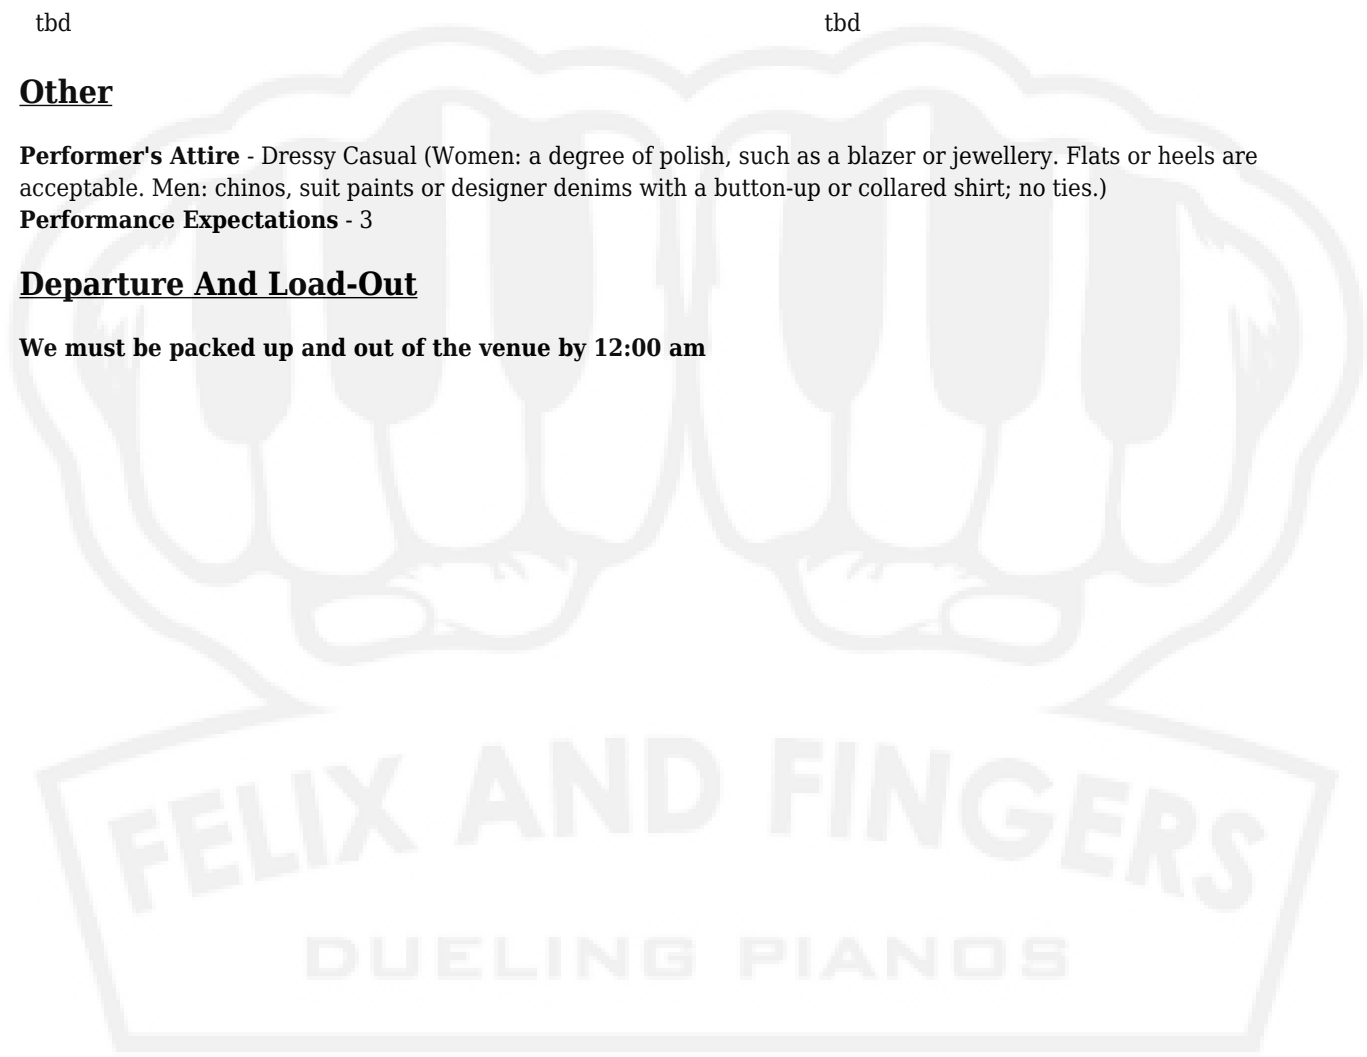 tbd tbd
Other
Performer's Attire - Dressy Casual (Women: a degree of polish, such as a blazer or jewellery. Flats or heels are
acceptable. Men: chinos, suit paints or designer denims with a button-up or collared shirt; no ties.)
Performance Expectations - 3
Departure And Load-Out
We must be packed up and out of the venue by 12:00 am
FELIX AND FINGERS
DUELING PIANOS